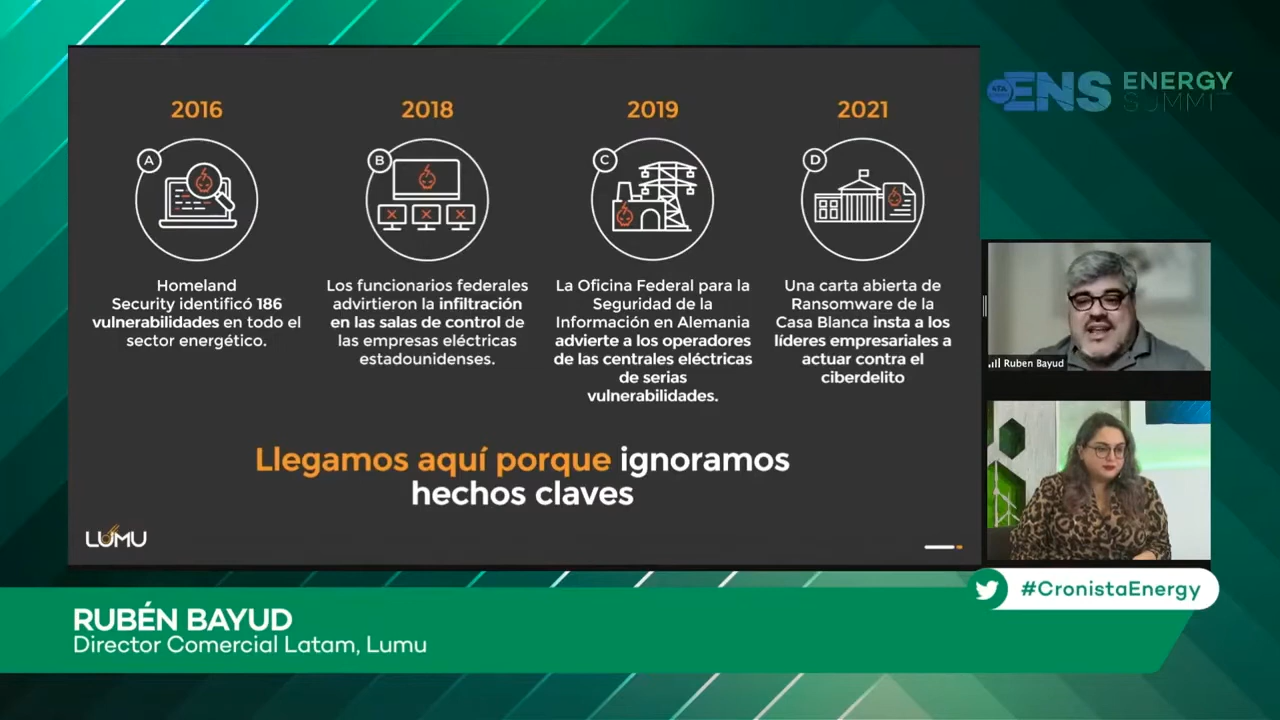 2016
A
Homeland
Security identificó 186
vulnerabilidades en todo el
sector energético.
2018
B
Los funcionarios federales
advirtieron la infiltración
en las salas de control de
las empresas eléctricas
estadounidenses.
2019
C
La Oficina Federal para la
Seguridad de la
Información en Alemania
advierte a los operadores
de las centrales eléctricas
de serias
vulnerabilidades.
2021
D
Una carta abierta de
Ransomware de la
Casa Blanca insta a los
líderes empresariales a
actuar contra el
ciberdelito
Llegamos aquí porque ignoramos
hechos claves
LUMU
ENS ENERGY
SUMMIT
Ruben Bayud
#CronistaEnergy
RUBÉN BAYUD
Director Comercial Latam, Lumu